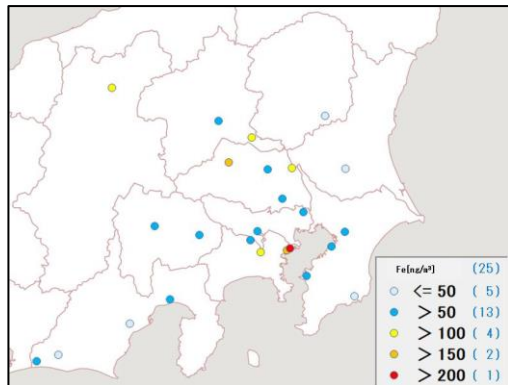 Fe[ng/m³] (25)
<= 50 ( 5)
> 50 (13)
> 100 ( 4)
> 150 ( 2)
> 200 ( 1)